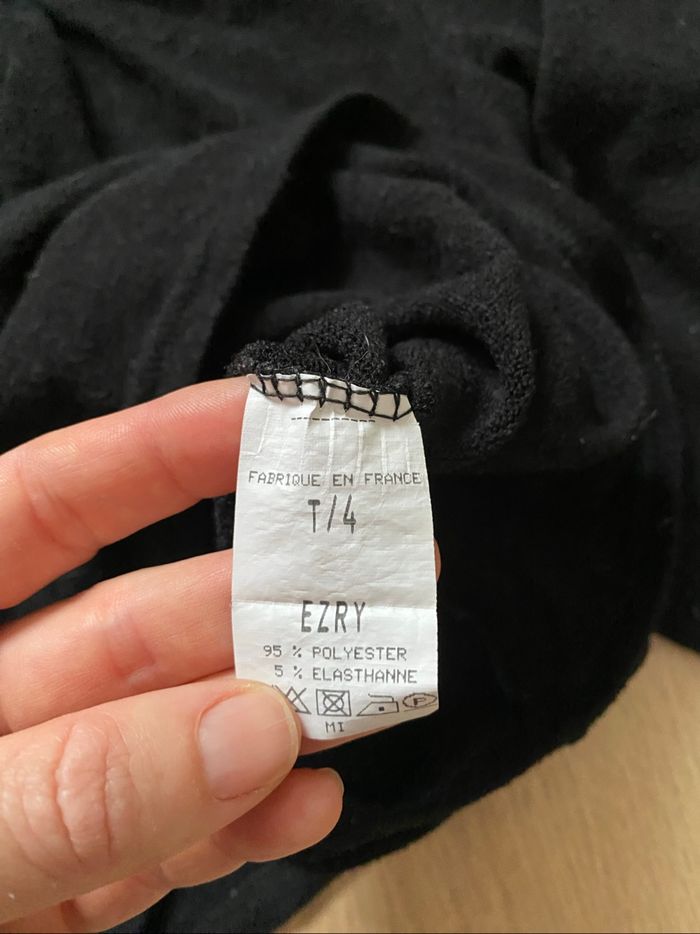 FABRIQUE EN FRANCE
T/4
EZRY
95 % POLYESTER
5 % ELASTHANNE
P
MI